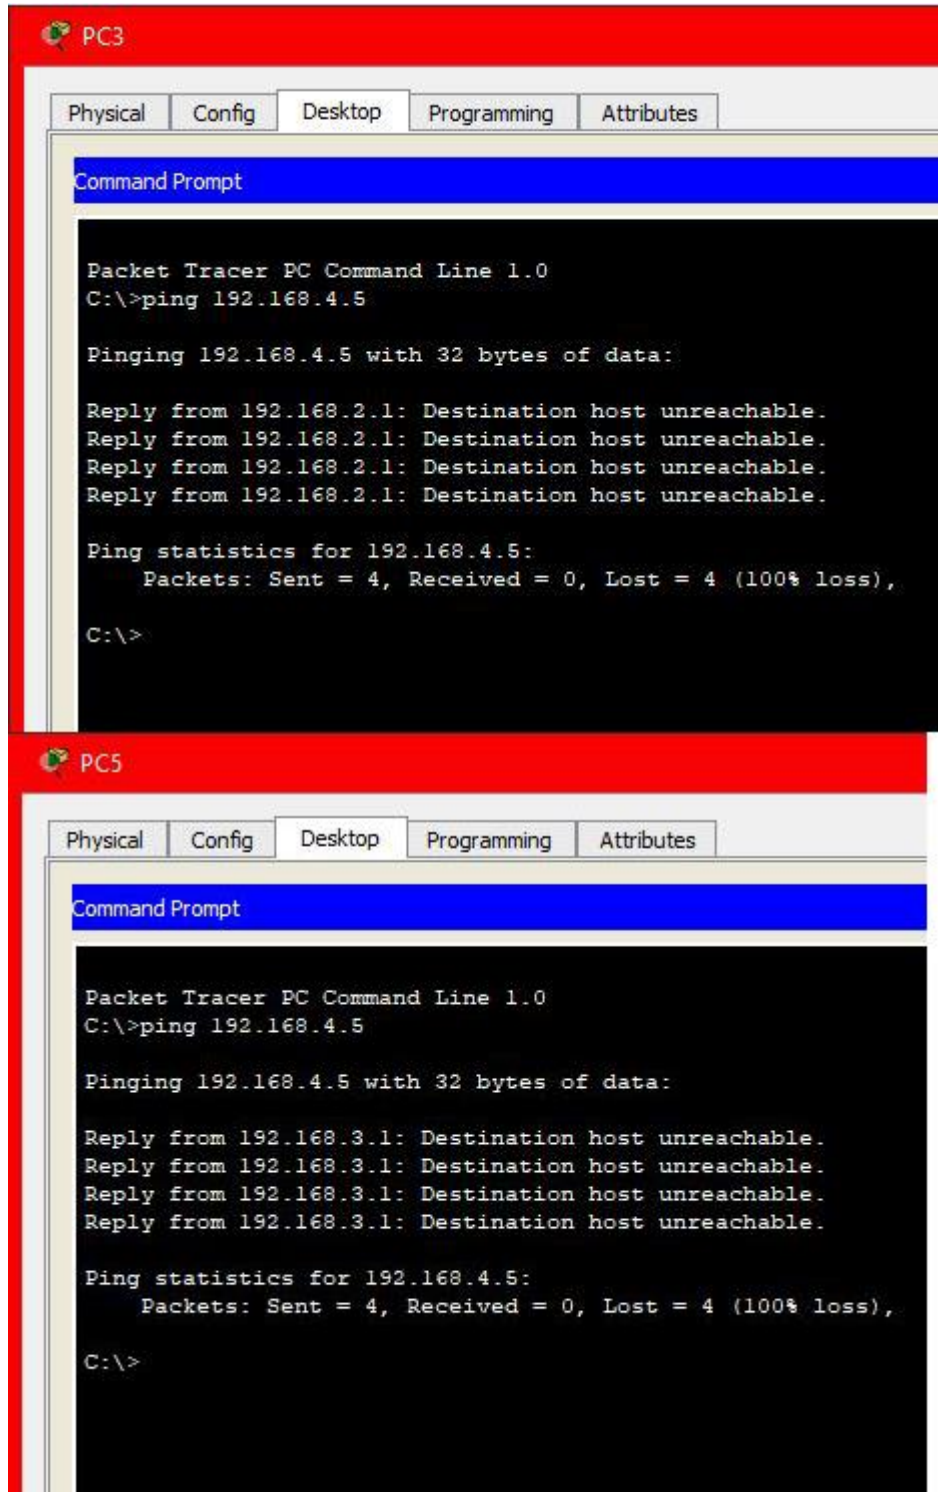 PC3
Physical Config Desktop Programming Attributes
Command Prompt
Packet Tracer PC Command Line 1.0
C:\>ping 192.168.4.5
Pinging 192.168.4.5 with 32 bytes of data:
Reply from 192.168.2.1: Destination host unreachable.
Reply from 192.168.2.1: Destination host unreachable.
Reply from 192.168.2.1: Destination host unreachable.
Reply from 192.168.2.1: Destination host unreachable.
Ping statistics for 192.168.4.5:
Packets: Sent = 4, Received = 0, Lost = 4 (100% loss),
C:\>
PC5
Physical Config Desktop Programming Attributes
Command Prompt
Packet Tracer PC Command Line 1.0
C:\>ping 192.168.4.5
Pinging 192.168.4.5 with 32 bytes of data:
Reply from 192.168.3.1: Destination host unreachable.
Reply from 192.168.3.1: Destination host unreachable.
Reply from 192.168.3.1: Destination host unreachable.
Reply from 192.168.3.1: Destination host unreachable.
Ping statistics for 192.168.4.5:
Packets: Sent = 4, Received = 0, Lost = 4 (100% loss),
C:\>